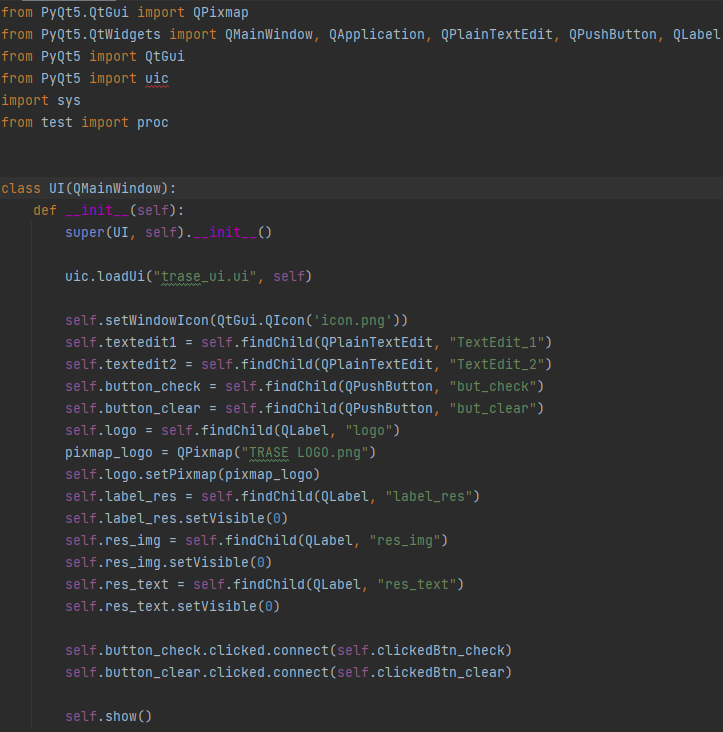 from PyQt5.QtGui import QPixmap
from PyQt5.QtWidgets import QMainWindow, QApplication, QPlainTextEdit, QPushButton, QLabel
from PyQt5 import QtGui
from PyQt5 import uic
import sys
from test import proc
class UI(QMainWindow):
    def __init__(self):
        super(UI, self).__init__()
        uic.loadUi("trase_ui.ui", self)
        self.setWindowIcon(QtGui.QIcon('icon.png'))
        self.textedit1 = self.findChild(QPlainTextEdit, "TextEdit_1")
        self.textedit2 = self.findChild(QPlainTextEdit, "TextEdit_2")
        self.button_check = self.findChild(QPushButton, "but_check")
        self.button_clear = self.findChild(QPushButton, "but_clear")
        self.logo = self.findChild(QLabel, "logo")
        pixmap_logo = QPixmap("TRASE LOGO.png")
        self.logo.setPixmap(pixmap_logo)
        self.label_res = self.findChild(QLabel, "label_res")
        self.label_res.setVisible(0)
        self.res_img = self.findChild(QLabel, "res_img")
        self.res_img.setVisible(0)
        self.res_text = self.findChild(QLabel, "res_text")
        self.res_text.setVisible(0)
        self.button_check.clicked.connect(self.clickedBtn_check)
        self.button_clear.clicked.connect(self.clickedBtn_clear)
        self.show()